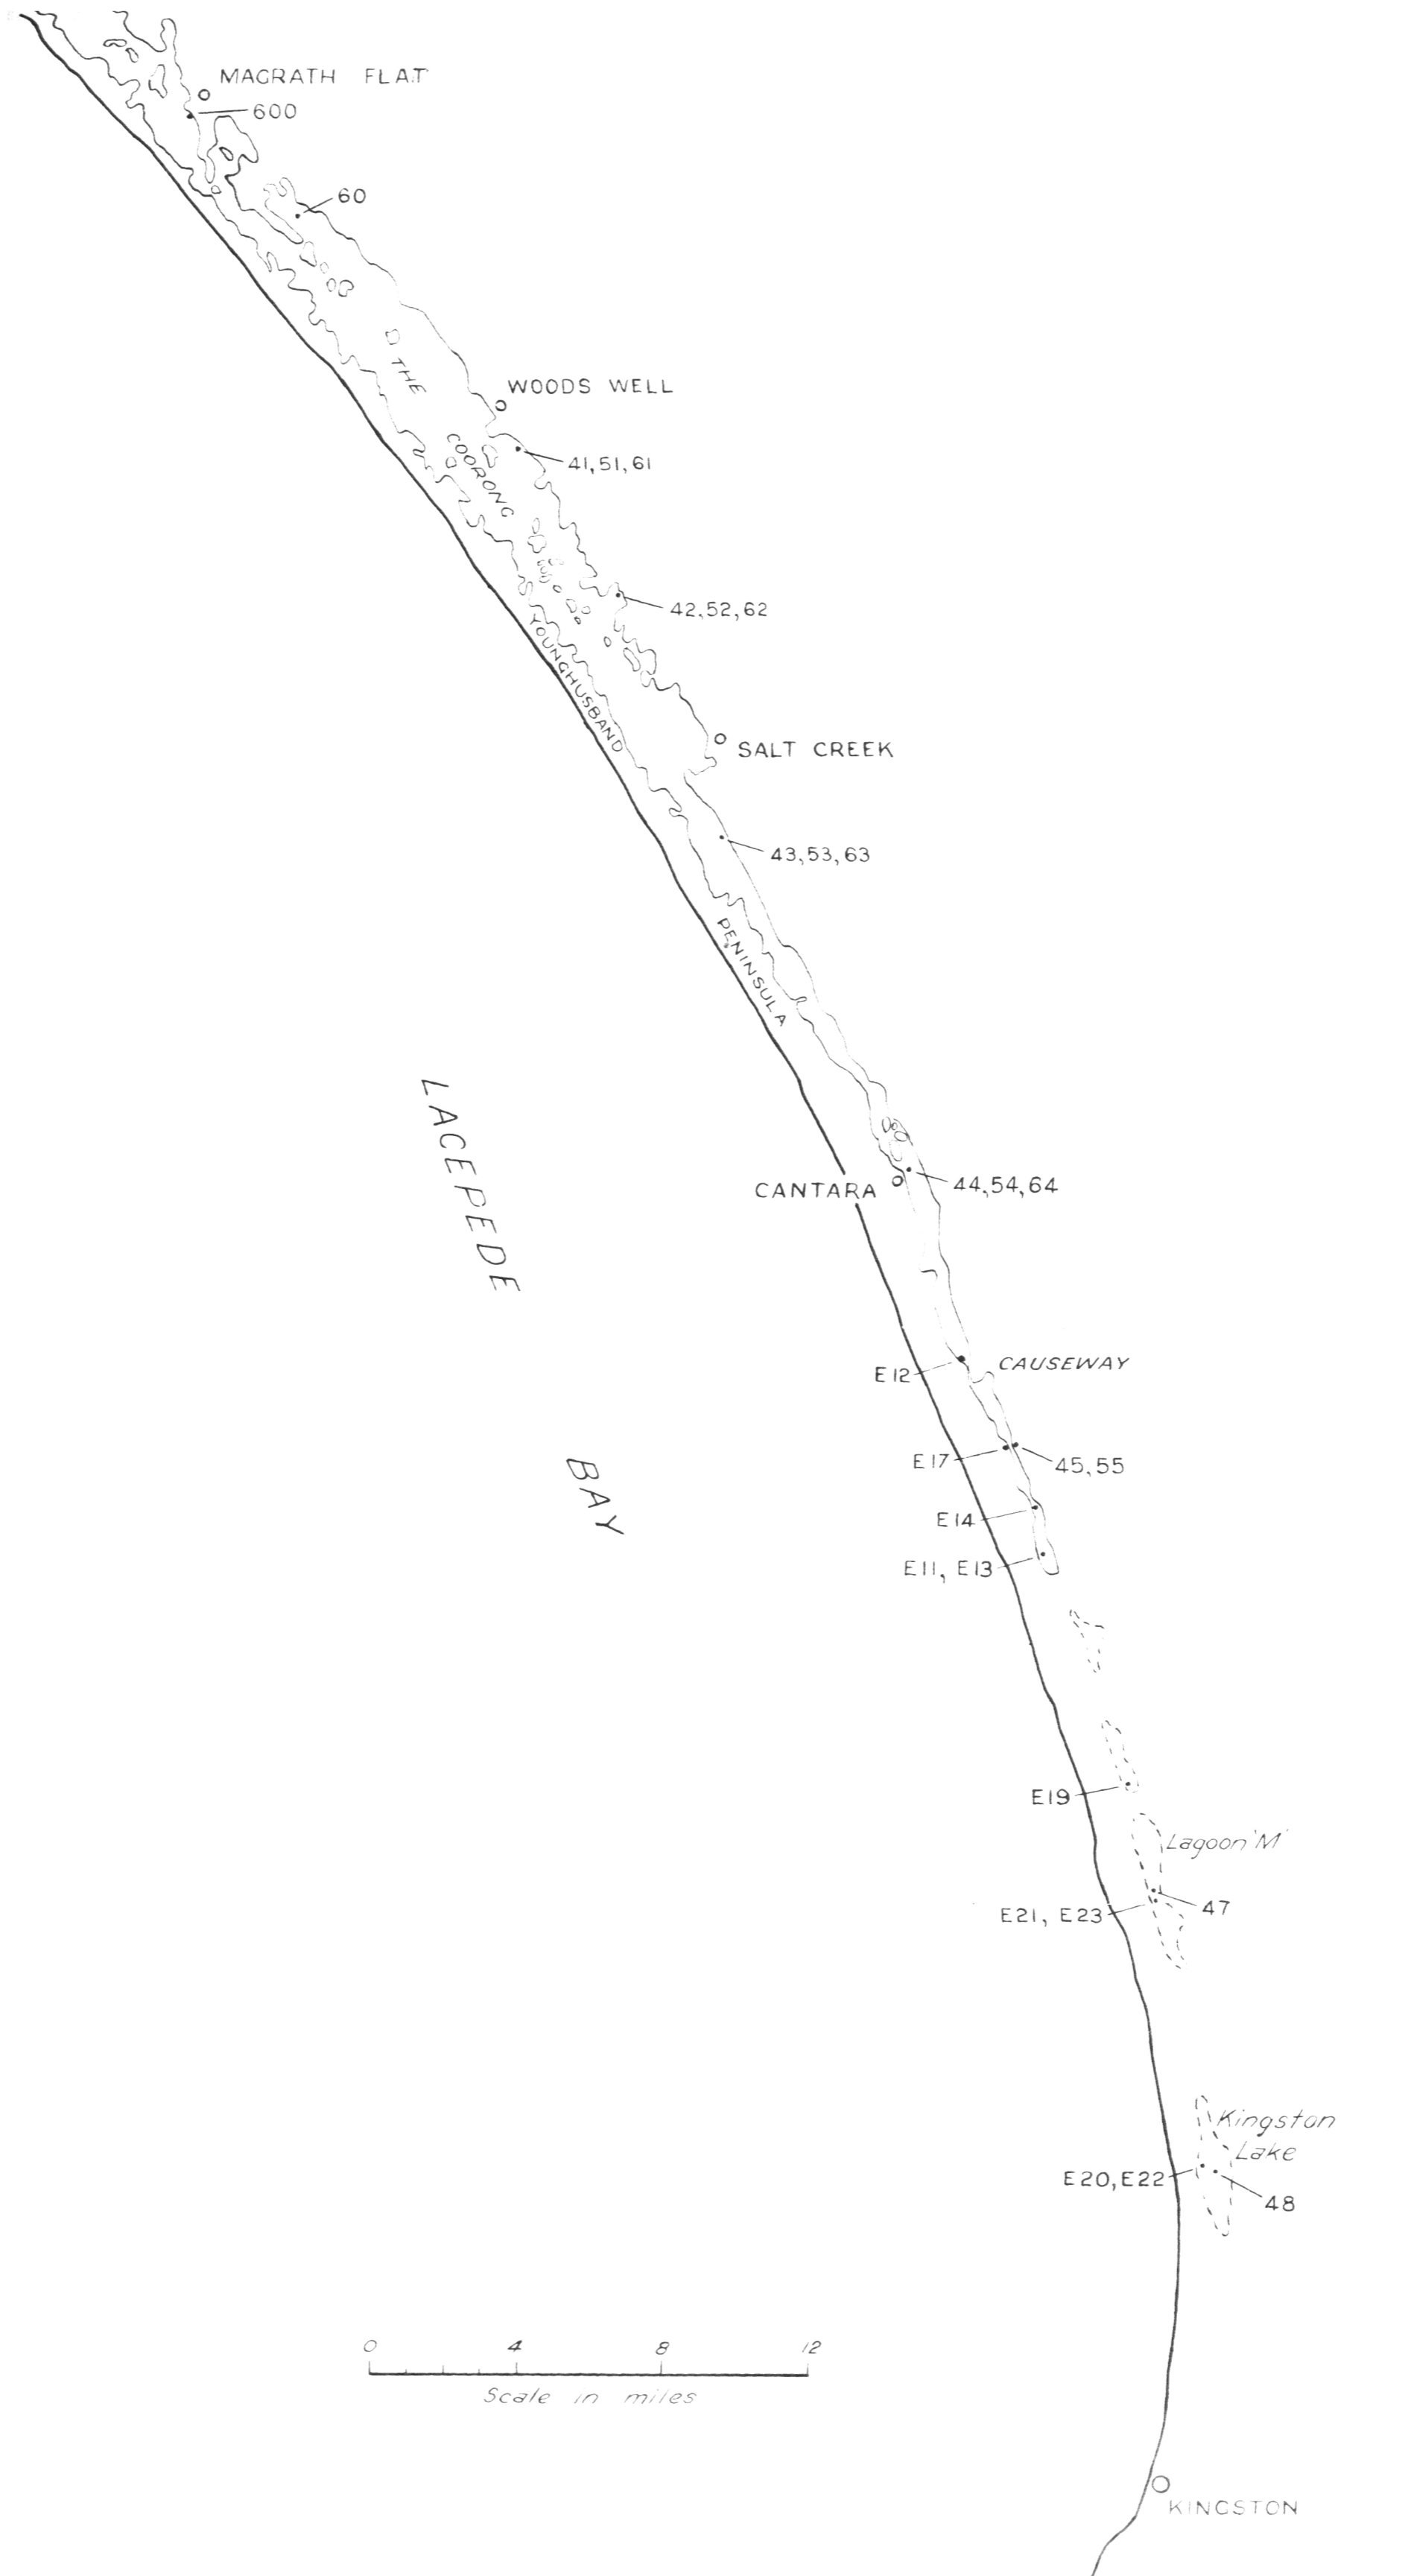 MAGRATH FLAT
600
60
THE
WOODS WELL
COORONG
41,51,61
42,52,62
YOUNGHUSBAND
SALT CREEK
43,53,63
PENINSULA
LACEPEDE
CANTARA
44,54,64
CAUSEWAY
E12
BAY
E17
45,55
E14
E11, E13
E19
Lagoon 'M'
47
E21, E23
Kingston
Lake
E20,E22
48
0 4 8 12
Scale in miles
KINGSTON